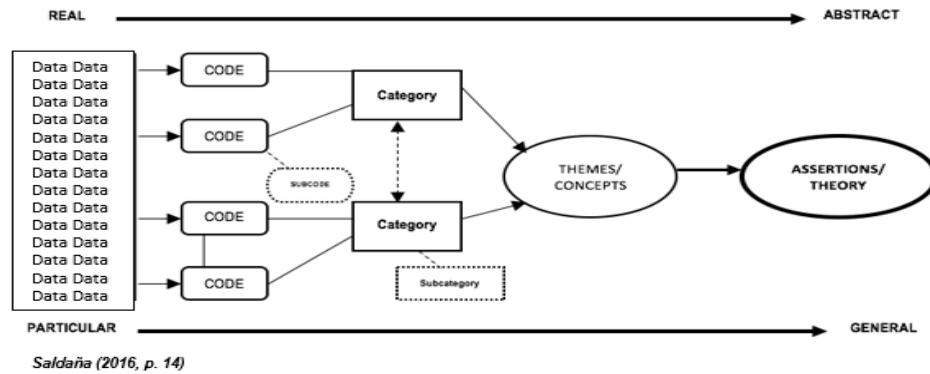 REAL ABSTRACT
Data Data
Data Data
Data Data
Data Data
Data Data
Data Data
Data Data
Data Data
Data Data
Data Data
Data Data
Data Data
Data Data
Data Data
CODE
CODE
SUBCODE
CODE
CODE
Category
Category
Subcategory
THEMES/
CONCEPTS
ASSERTIONS/
THEORY
PARTICULAR GENERAL
Saldaña (2016, p. 14)